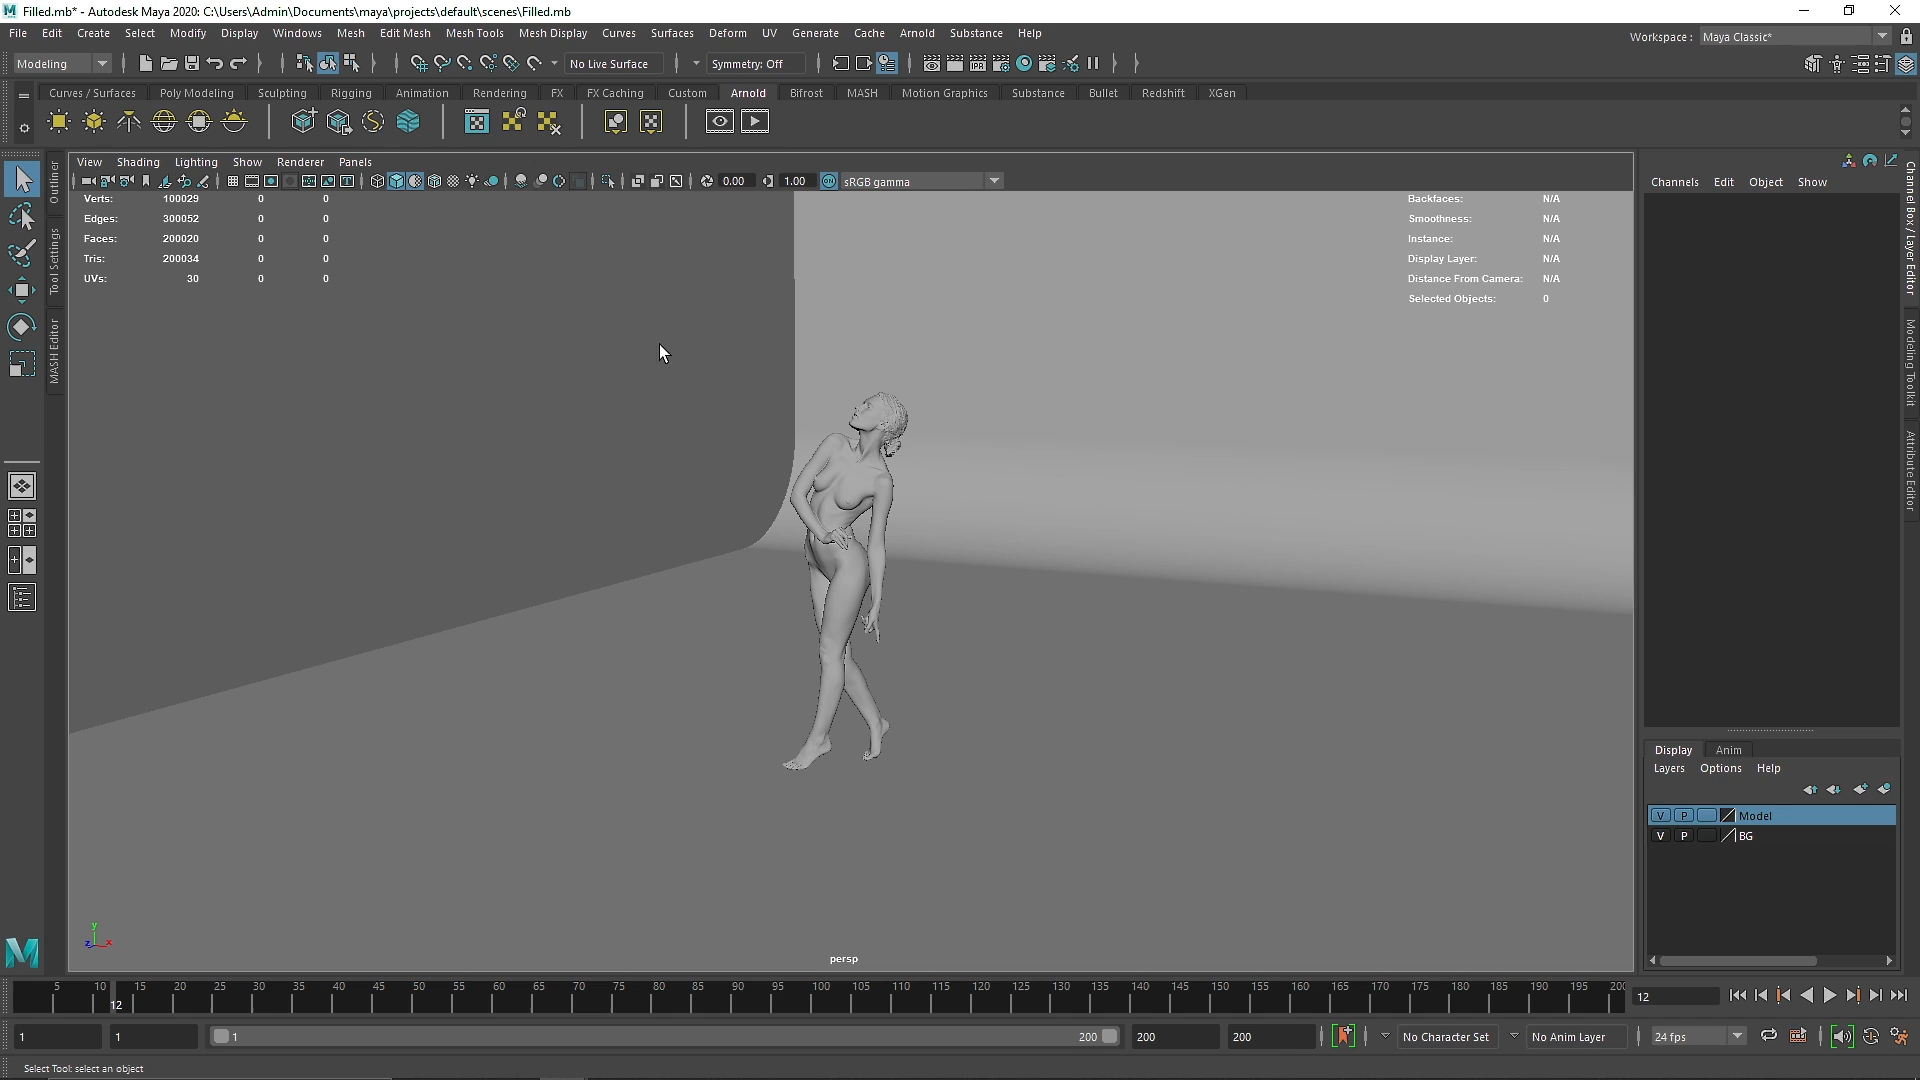 Filled.mb* - Autodesk Maya 2020: C:\Users\Admin\Documents\maya\projects\default\scenes\Filled.mb
File Edit Create Select Modify Display Windows Mesh Edit Mesh Mesh Tools Mesh Display Curves Surfaces Deform UV Generate Cache Arnold Substance Help
Workspace : Maya Classic*
Modeling No Live Surface Symmetry: Off
Curves / Surfaces Poly Modeling Sculpting Rigging Animation Rendering FX FX Caching Custom Arnold Bifrost MASH Motion Graphics Substance Bullet Redshift XGen
View Shading Lighting Show Renderer Panels
0.00 1.00 ON sRGB gamma
Outliner
Tool Settings
MASH Editor
Verts: 100029 0 0
Edges: 300052 0 0
Faces: 200020 0 0
Tris: 200034 0 0
UVs: 30 0 0
Backfaces: N/A
Smoothness: N/A
Instance: N/A
Display Layer: N/A
Distance From Camera: N/A
Selected Objects: 0
y
z x
persp
Channels Edit Object Show
Channel Box / Layer Editor
Modeling Toolkit
Attribute Editor
Display Anim
Layers Options Help
V P Model
V P BG
M
5 10 15 20 25 30 35 40 45 50 55 60 65 70 75 80 85 90 95 100 105 110 115 120 125 130 135 140 145 150 155 160 165 170 175 180 185 190 195 200
12
12
1 1 1 200 200 200 No Character Set No Anim Layer 24 fps
Select Tool: select an object